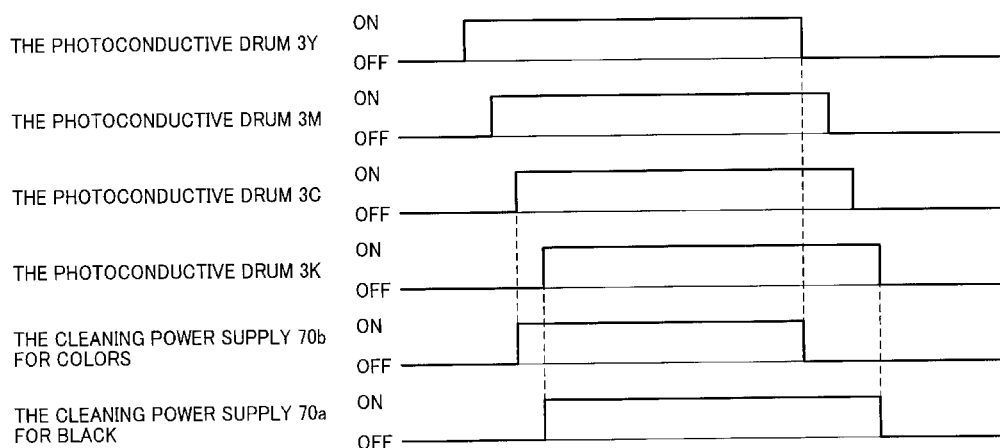 THE PHOTOCONDUCTIVE DRUM 3Y
ON
OFF
THE PHOTOCONDUCTIVE DRUM 3M
ON
OFF
THE PHOTOCONDUCTIVE DRUM 3C
ON
OFF
THE PHOTOCONDUCTIVE DRUM 3K
ON
OFF
THE CLEANING POWER SUPPLY 70b
FOR COLORS
ON
OFF
THE CLEANING POWER SUPPLY 70a
FOR BLACK
ON
OFF